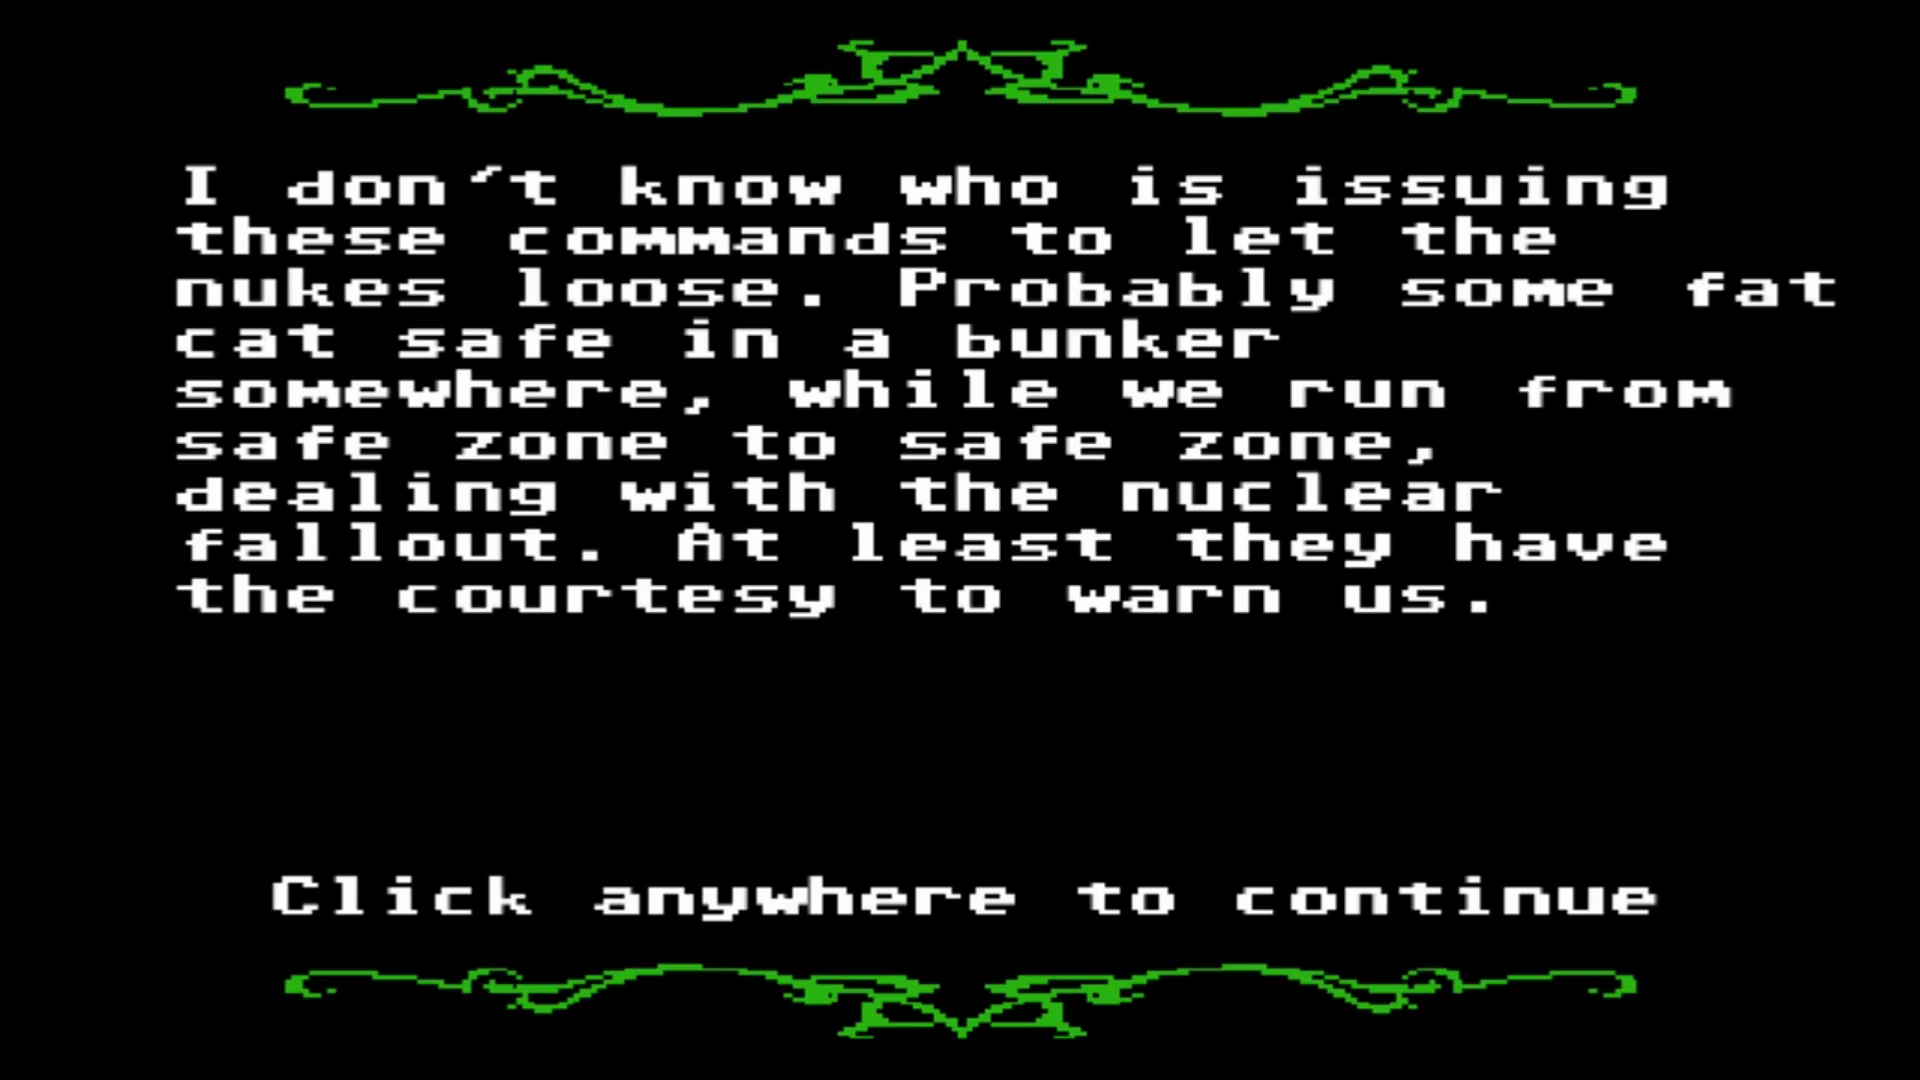 I don't know who is issuing
these commands to let the
nukes loose. Probably some fat
cat safe in a bunker
somewhere, while we run from
safe zone to safe zone,
dealing with the nuclear
fallout. At least they have
the courtesy to warn us.
Click anywhere to continue